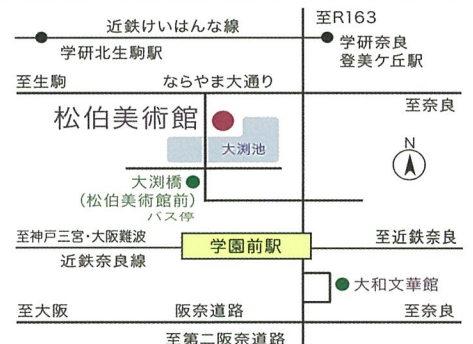 至R163
近鉄けいはんな線
学研北生駒駅
学研奈良
登美ケ丘駅
至生駒
ならやま大通り
至奈良
松伯美術館
大渕池
N
大渕橋
(松伯美術館前)
バス停
至神戸三宮・大阪難波
学園前駅
至近鉄奈良
近鉄奈良線
大和文華館
至大阪
阪奈道路
至奈良
至第二阪奈道路